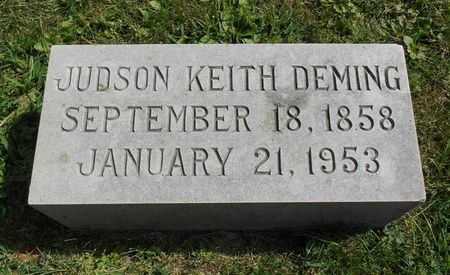 JUDSON KEITH DEMING
SEPTEMBER 18, 1858
JANUARY 21, 1953